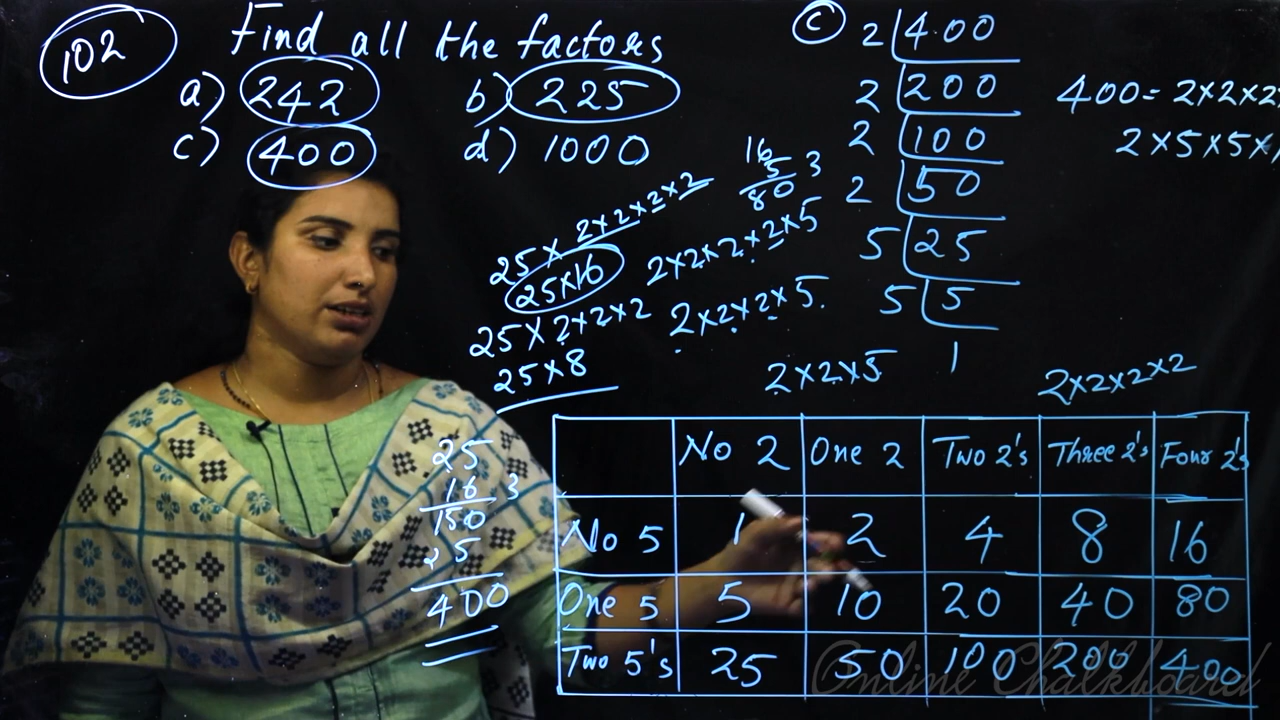 102
Find all the factors
a) 242 b) 225
c) 400 d) 1000
25 × 2×2×2×2
25×16
25 × 2×2×2
25×8
16
5 3
80
2×2×2×2×5
2×2×2×5
2×2×5
25
16 3
150
25
400
c
2 400
2 200
2 100
2 50
5 25
5 5
1
400 = 2×2×2
2×5×5×1
2×2×2×2
No 2 One 2 Two 2's Three 2's Four 2's
No 5 1 2 4 8 16
One 5 5 10 20 40 80
Two 5's 25 50 100 200 400
Online Chalkboard